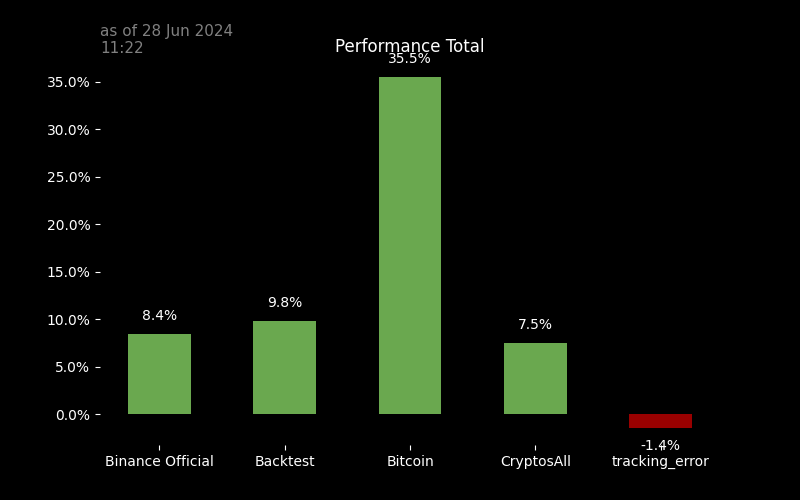 as of 28 Jun 2024
11:22
Performance Total
35.5%
35.0%
30.0%
25.0%
20.0%
15.0%
10.0%
5.0%
0.0%
8.4%
9.8%
7.5%
-1.4%
Binance Official
Backtest
Bitcoin
CryptosAll
tracking_error